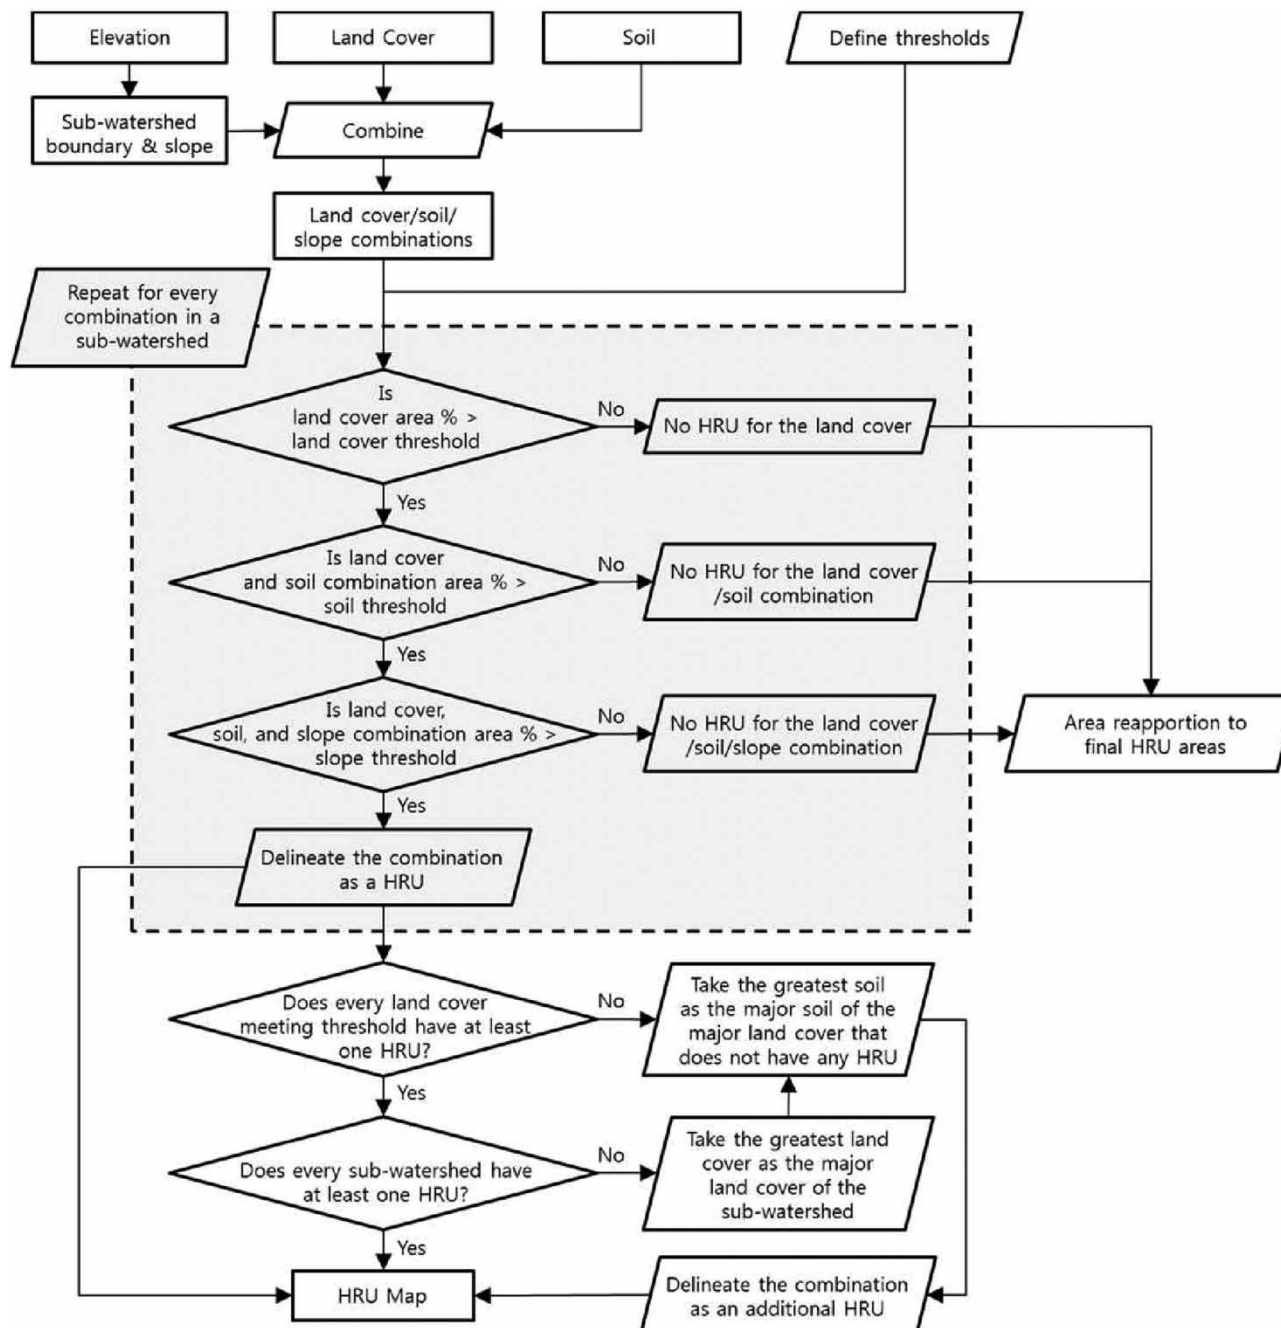 Elevation
Land Cover
Soil
Define thresholds
Sub-watershed
boundary & slope
Combine
Land cover/soil/
slope combinations
Repeat for every
combination in a
sub-watershed
Is
land cover area % >
land cover threshold
No
No HRU for the land cover
Yes
Is land cover
and soil combination area % >
soil threshold
No
No HRU for the land cover
/soil combination
Yes
Is land cover,
soil, and slope combination area % >
slope threshold
No
No HRU for the land cover
/soil/slope combination
Area reapportion to
final HRU areas
Yes
Delineate the combination
as a HRU
Does every land cover
meeting threshold have at least
one HRU?
No
Take the greatest soil
as the major soil of the
major land cover that
does not have any HRU
Yes
Does every sub-watershed have
at least one HRU?
No
Take the greatest land
cover as the major
land cover of the
sub-watershed
Yes
HRU Map
Delineate the combination
as an additional HRU